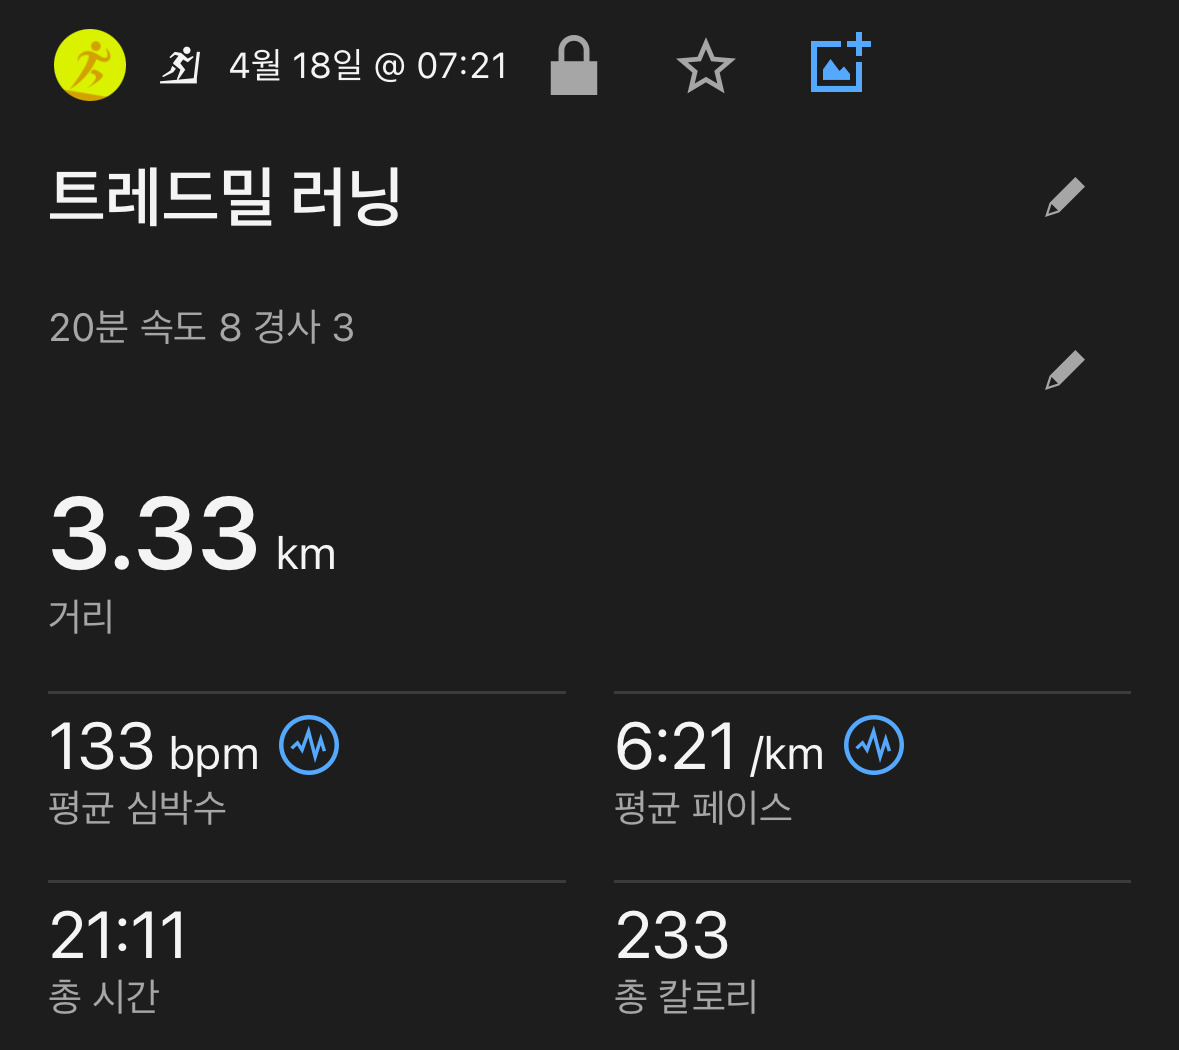 4월 18일 @ 07:21
트레드밀 러닝
20분 속도 8 경사 3
3.33 km
거리
133 bpm
평균 심박수
6:21 /km
평균 페이스
21:11
총 시간
233
총 칼로리